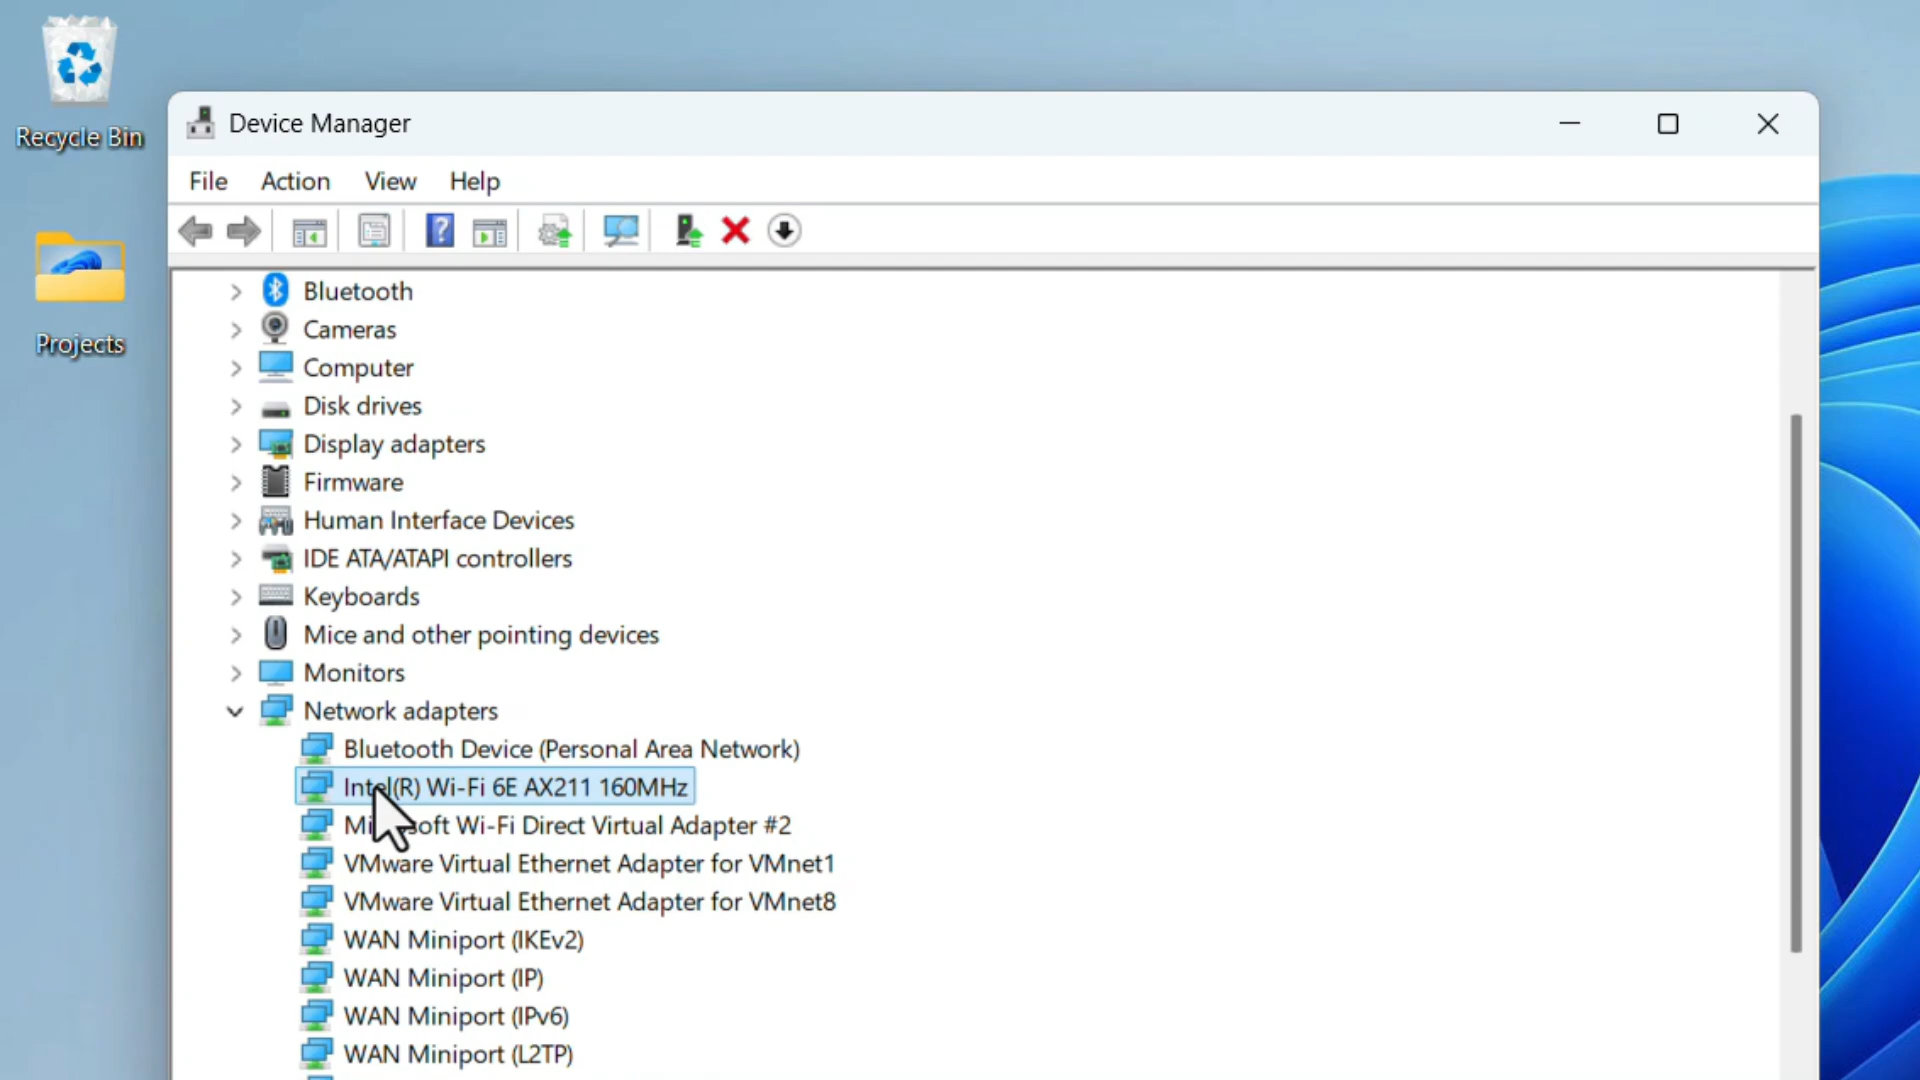 Recycle Bin
Projects
Device Manager
File Action View Help
Bluetooth
Cameras
Computer
Disk drives
Display adapters
Firmware
Human Interface Devices
IDE ATA/ATAPI controllers
Keyboards
Mice and other pointing devices
Monitors
Network adapters
Bluetooth Device (Personal Area Network)
Intel(R) Wi-Fi 6E AX211 160MHz
Microsoft Wi-Fi Direct Virtual Adapter #2
VMware Virtual Ethernet Adapter for VMnet1
VMware Virtual Ethernet Adapter for VMnet8
WAN Miniport (IKEv2)
WAN Miniport (IP)
WAN Miniport (IPv6)
WAN Miniport (L2TP)